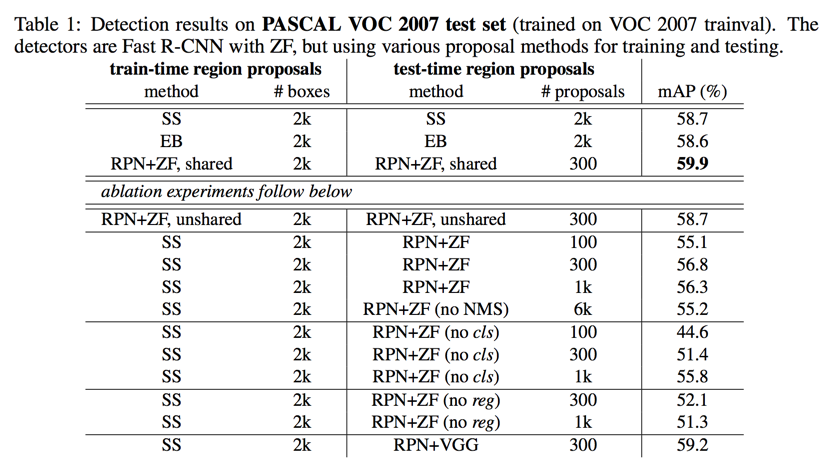 Table 1: Detection results on PASCAL VOC 2007 test set (trained on VOC 2007 trainval). The
detectors are Fast R-CNN with ZF, but using various proposal methods for training and testing.
train-time region proposals test-time region proposals
method # boxes method # proposals mAP (%)
SS 2k SS 2k 58.7
EB 2k EB 2k 58.6
RPN+ZF, shared 2k RPN+ZF, shared 300 59.9
ablation experiments follow below
RPN+ZF, unshared 2k RPN+ZF, unshared 300 58.7
SS 2k RPN+ZF 100 55.1
SS 2k RPN+ZF 300 56.8
SS 2k RPN+ZF 1k 56.3
SS 2k RPN+ZF (no NMS) 6k 55.2
SS 2k RPN+ZF (no cls) 100 44.6
SS 2k RPN+ZF (no cls) 300 51.4
SS 2k RPN+ZF (no cls) 1k 55.8
SS 2k RPN+ZF (no reg) 300 52.1
SS 2k RPN+ZF (no reg) 1k 51.3
SS 2k RPN+VGG 300 59.2